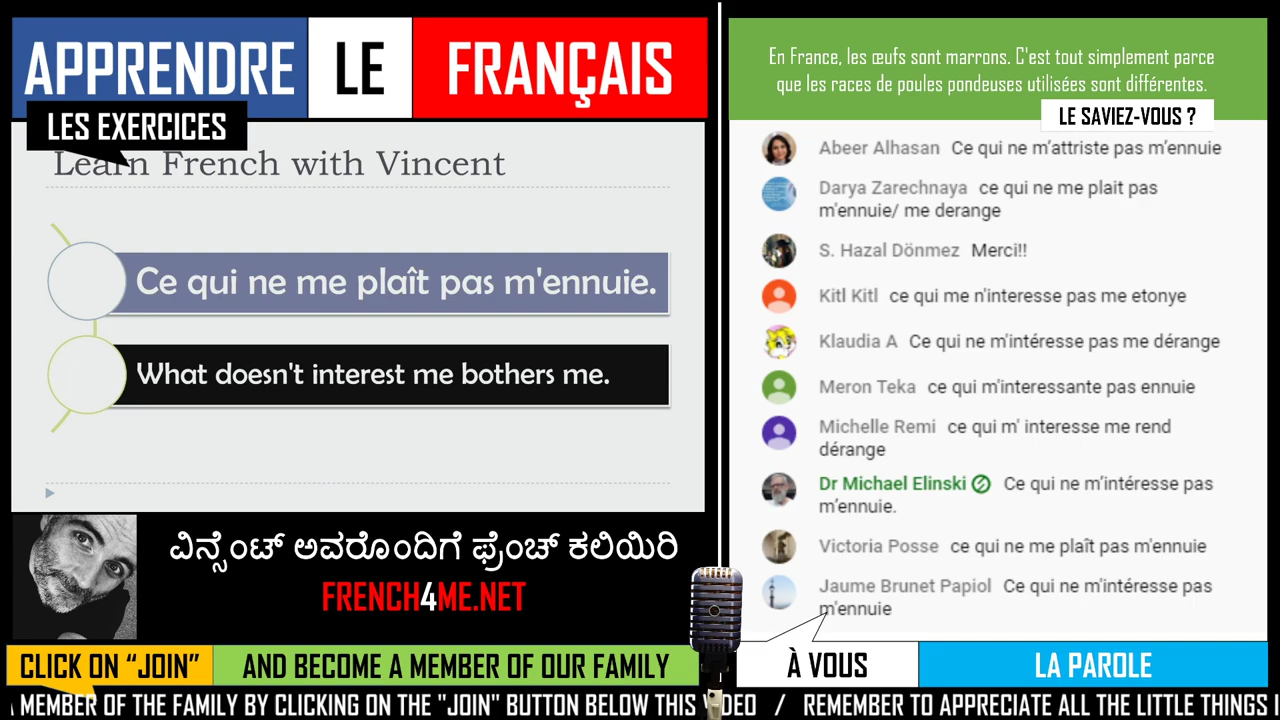 APPRENDRE LE FRANÇAIS
LES EXERCICES
Learn French with Vincent
Ce qui ne me plaît pas m'ennuie.
What doesn't interest me bothers me.
ವಿನ್ಸೆಂಟ್ ಅವರೊಂದಿಗೆ ಫ್ರೆಂಚ್ ಕಲಿಯಿರಿ
FRENCH4ME.NET
CLICK ON “JOIN” AND BECOME A MEMBER OF OUR FAMILY
En France, les œufs sont marrons. C'est tout simplement parce
que les races de poules pondeuses utilisées sont différentes.
LE SAVIEZ-VOUS ?
Abeer Alhasan Ce qui ne m'attriste pas m'ennuie
Darya Zarechnaya ce qui ne me plait pas
m'ennuie/ me derange
S. Hazal Dönmez Merci!!
Kitl Kitl ce qui me n'interesse pas me etonye
Klaudia A Ce qui ne m'intéresse pas me dérange
Meron Teka ce qui m'interessante pas ennuie
Michelle Remi ce qui m' interesse me rend
dérange
Dr Michael Elinski Ce qui ne m'intéresse pas
m'ennuie.
Victoria Posse ce qui ne me plaît pas m'ennuie
Jaume Brunet Papiol Ce qui ne m'intéresse pas
m'ennuie
À VOUS LA PAROLE
MEMBER OF THE FAMILY BY CLICKING ON THE "JOIN" BUTTON BELOW THIS VIDEO / REMEMBER TO APPRECIATE ALL THE LITTLE THINGS